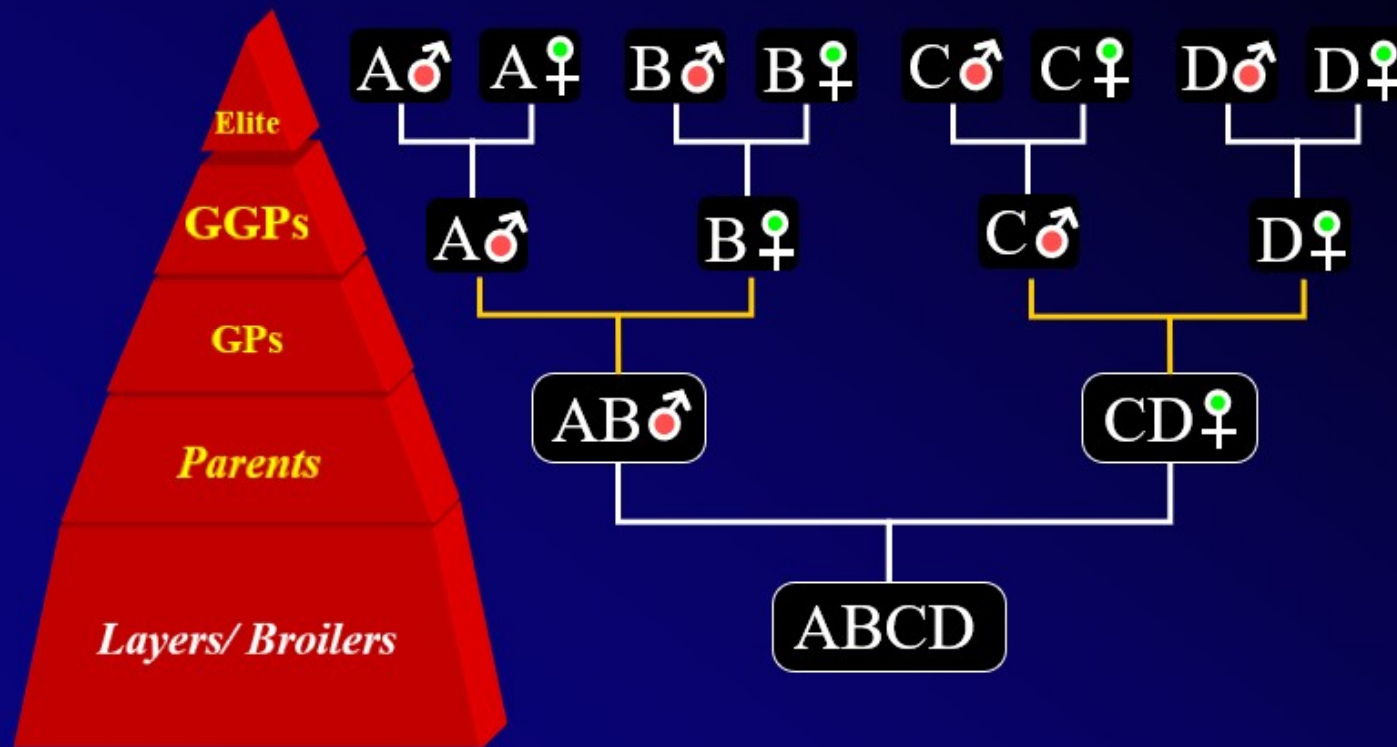 A♂ A♀ B♂ B♀ C♂ C♀ D♂ D♀
Elite
GGPs
A♂ B♀ C♂ D♀
GPs
AB♂ CD♀
Parents
Layers/ Broilers
ABCD